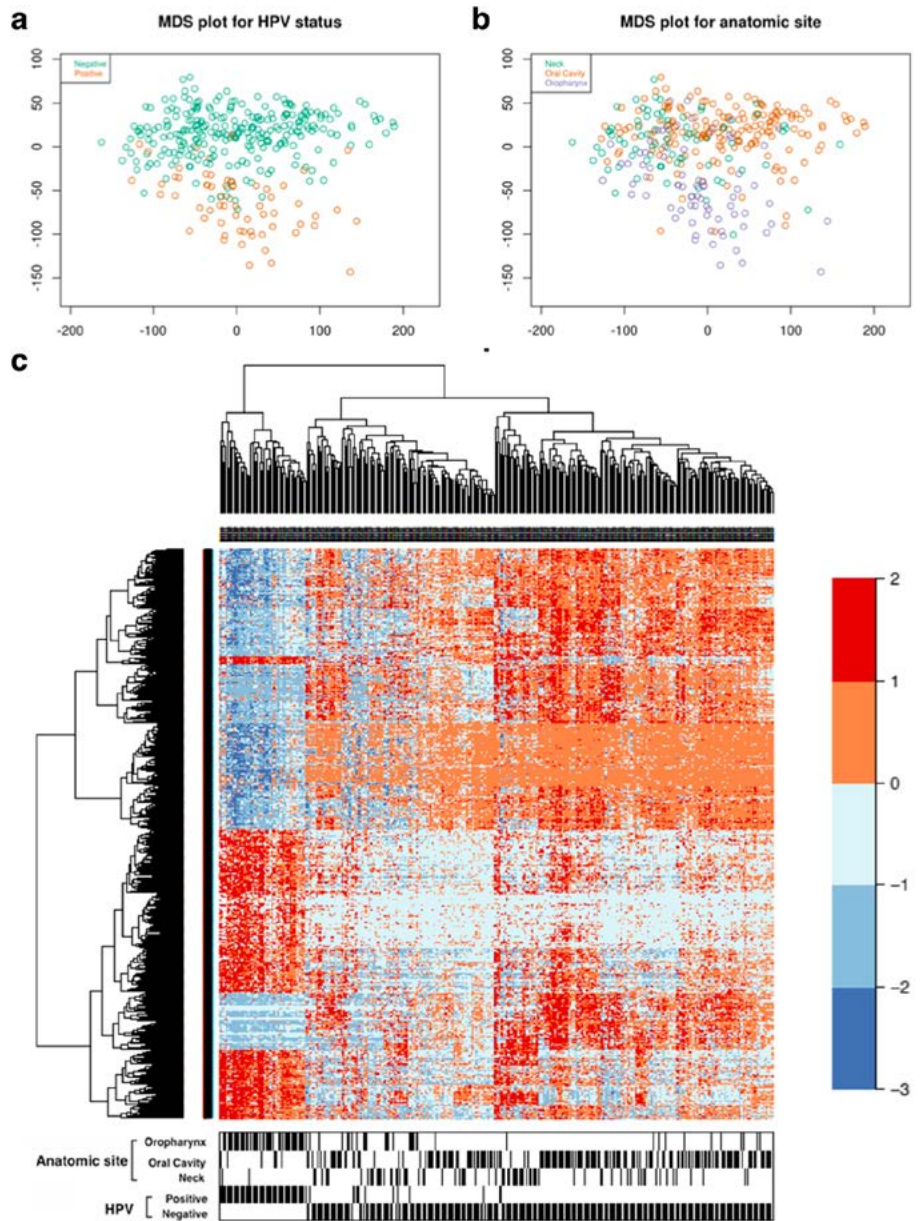 a
MDS plot for HPV status
Negative
Positive
100
50
0
-50
-100
-150
-200
-100
0
100
200
b
MDS plot for anatomic site
Neck
Oral Cavity
Oropharynx
100
50
0
-50
-100
-150
-200
-100
0
100
200
c
2
1
0
-1
-2
-3
Anatomic site
Oropharynx
Oral Cavity
Neck
HPV
Positive
Negative